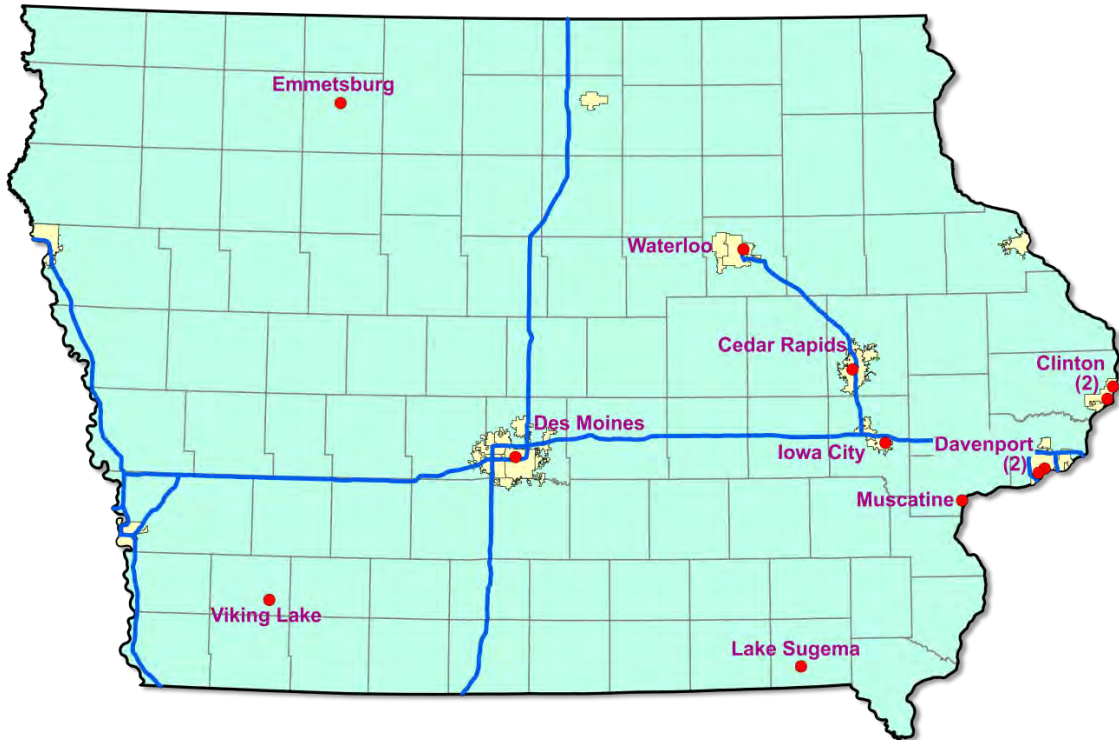 Emmetsburg
Waterloo
Cedar Rapids
Clinton
(2)
Des Moines
Iowa City
Davenport
(2)
Muscatine
Viking Lake
Lake Sugema